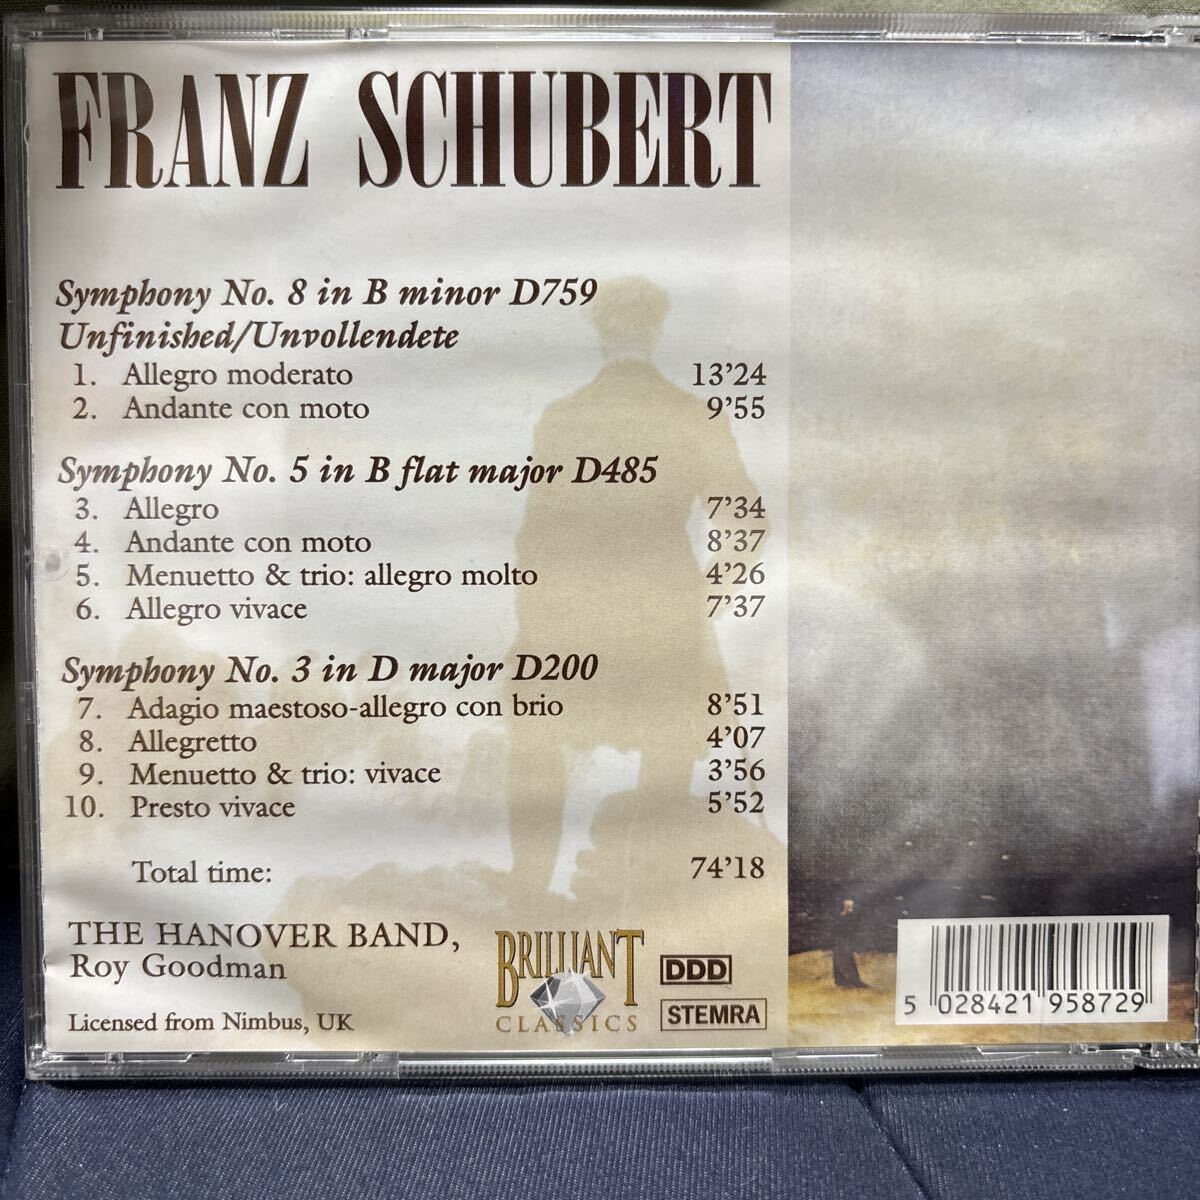 FRANZ SCHUBERT
Symphony No. 8 in B minor D759
Unfinished/Unvollendete
1. Allegro moderato 13’24
2. Andante con moto 9’55
Symphony No. 5 in B flat major D485
3. Allegro 7’34
4. Andante con moto 8’37
5. Menuetto & trio: allegro molto 4’26
6. Allegro vivace 7’37
Symphony No. 3 in D major D200
7. Adagio maestoso-allegro con brio 8’51
8. Allegretto 4’07
9. Menuetto & trio: vivace 3’56
10. Presto vivace 5’52
Total time: 74’18
THE HANOVER BAND,
Roy Goodman
Licensed from Nimbus, UK
BRILLIANT
CLASSICS
DDD
STEMRA
5 028421 958729